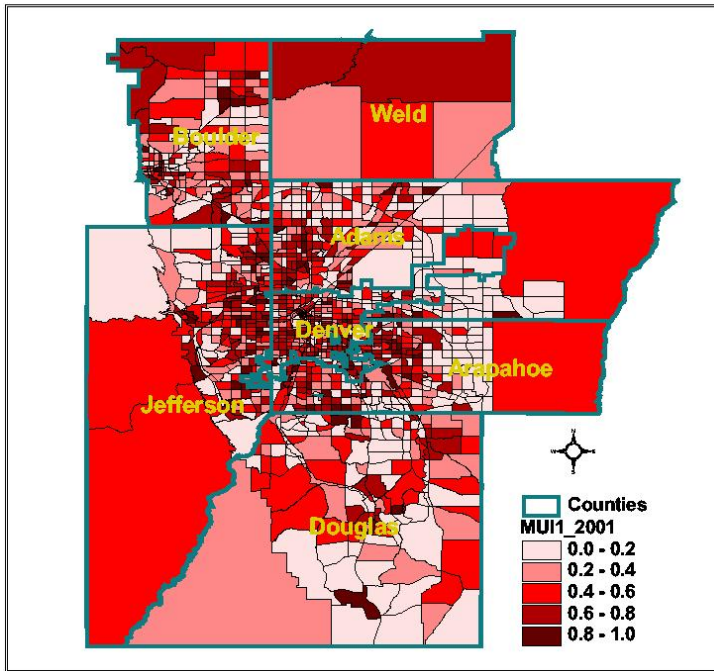 Boulder
Weld
Adams
Denver
Arapahoe
Jefferson
Douglas
N
W E
S
Counties
MUI1_2001
0.0 - 0.2
0.2 - 0.4
0.4 - 0.6
0.6 - 0.8
0.8 - 1.0